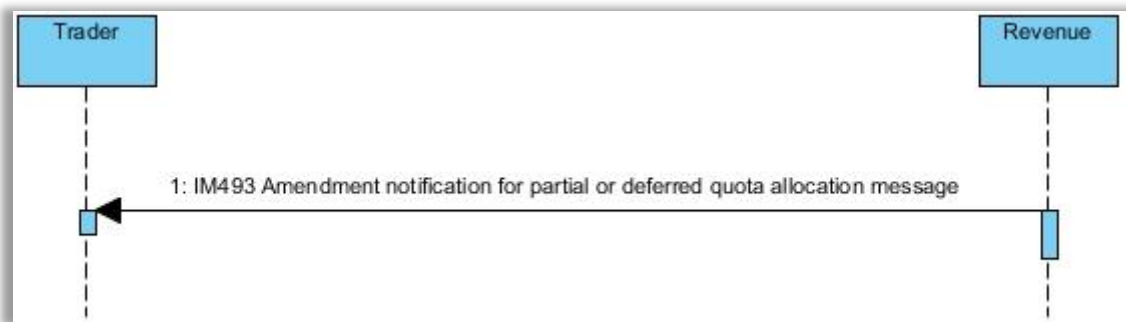 Trader
Revenue
1: IM493 Amendment notification for partial or deferred quota allocation message